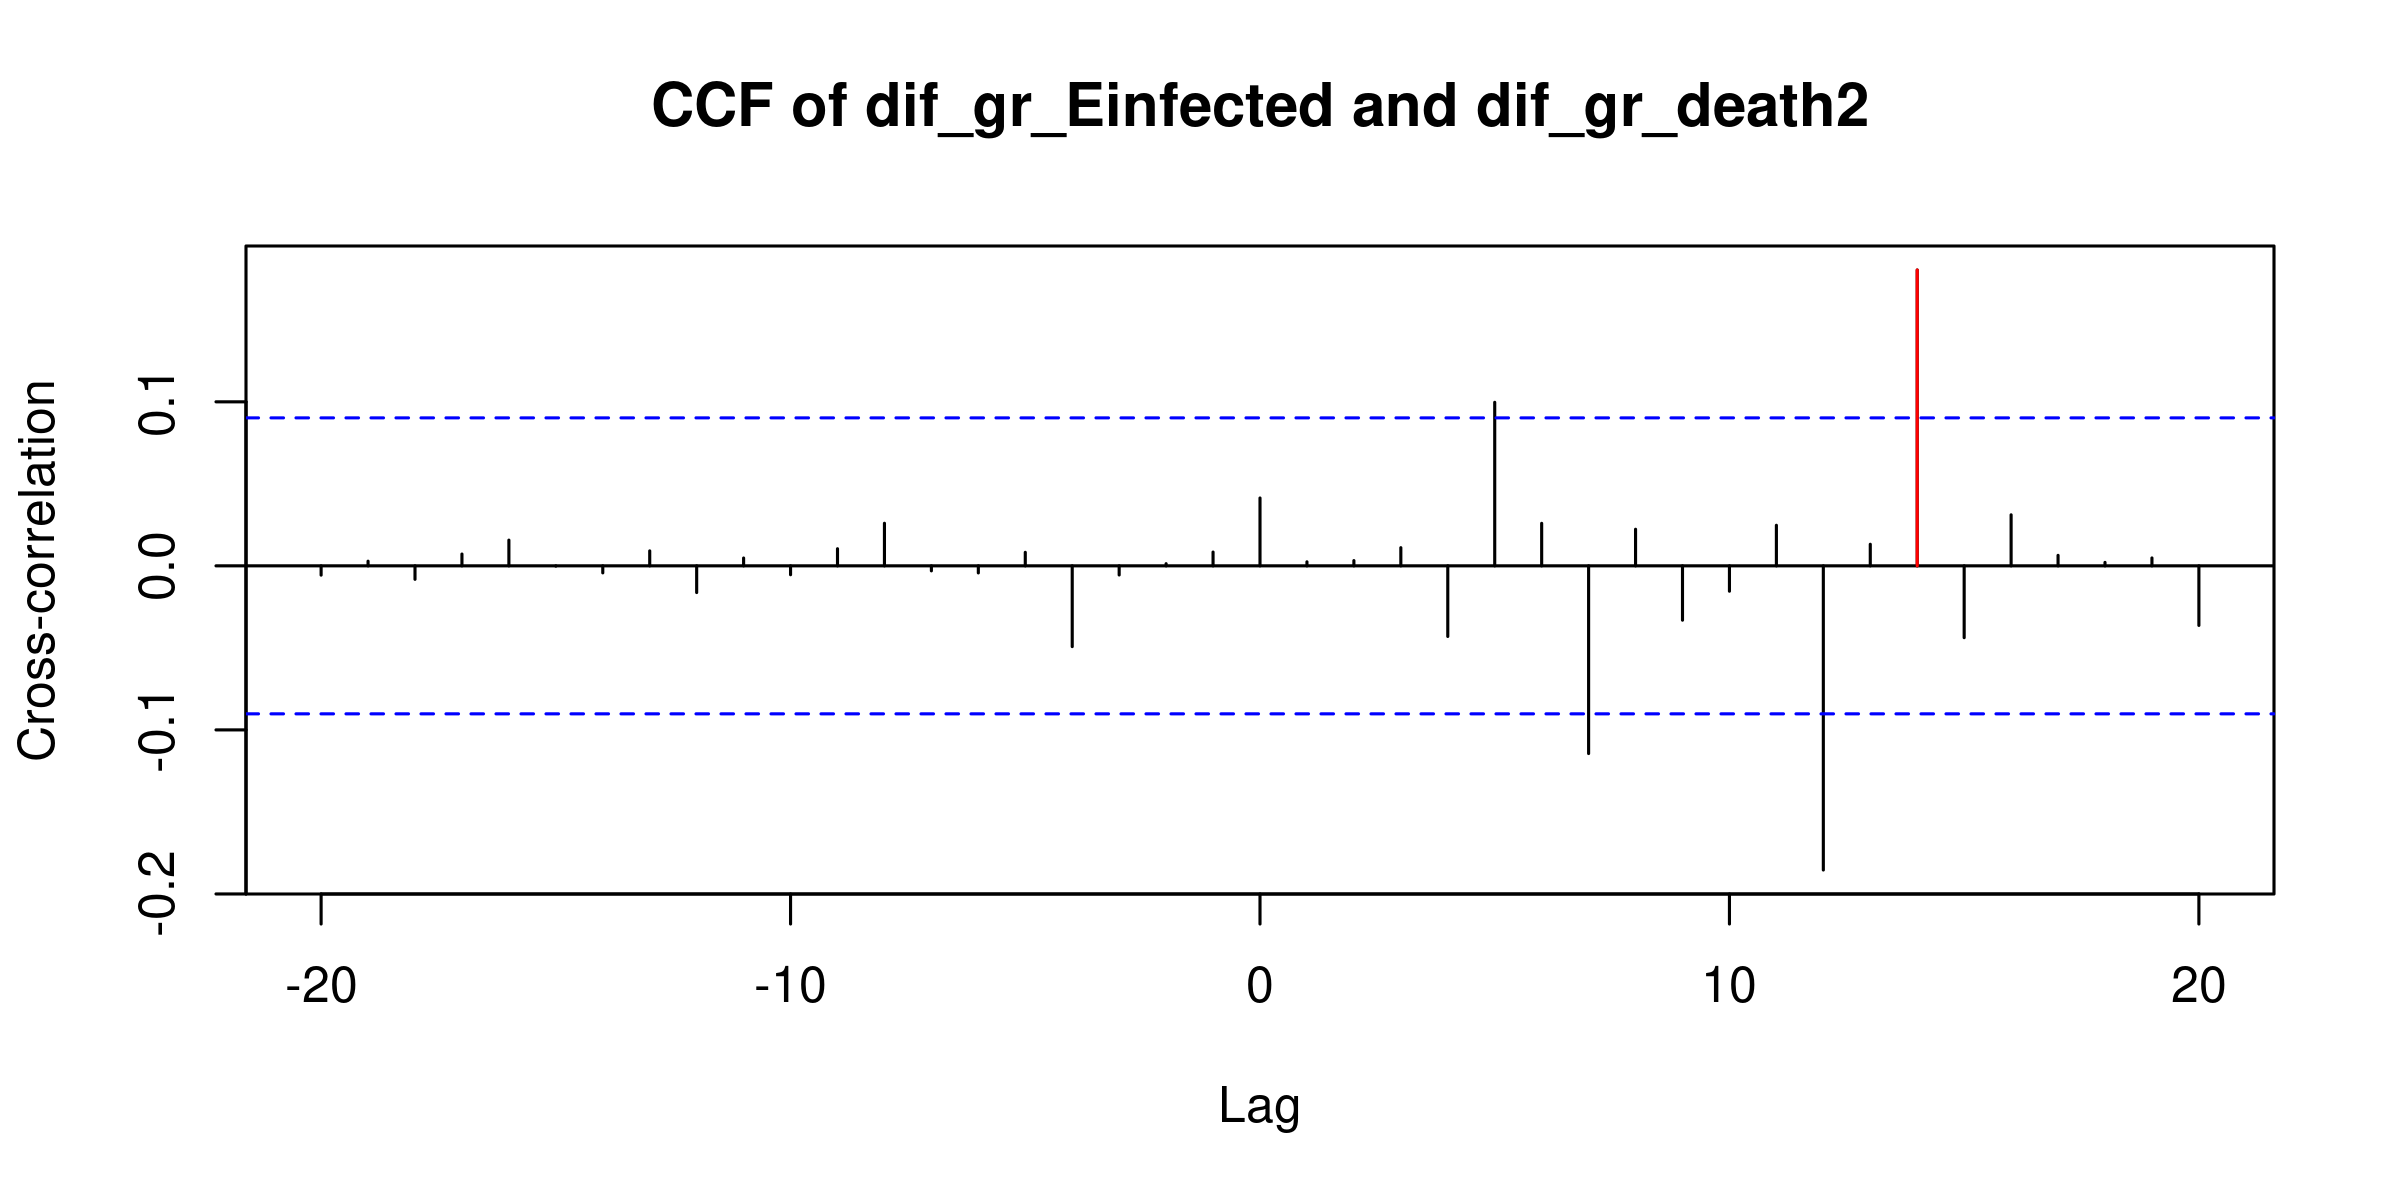 CCF of dif_gr_Einfected and dif_gr_death2
Cross-correlation
0.1
0.0
-0.1
-0.2
-20 -10 0 10 20
Lag